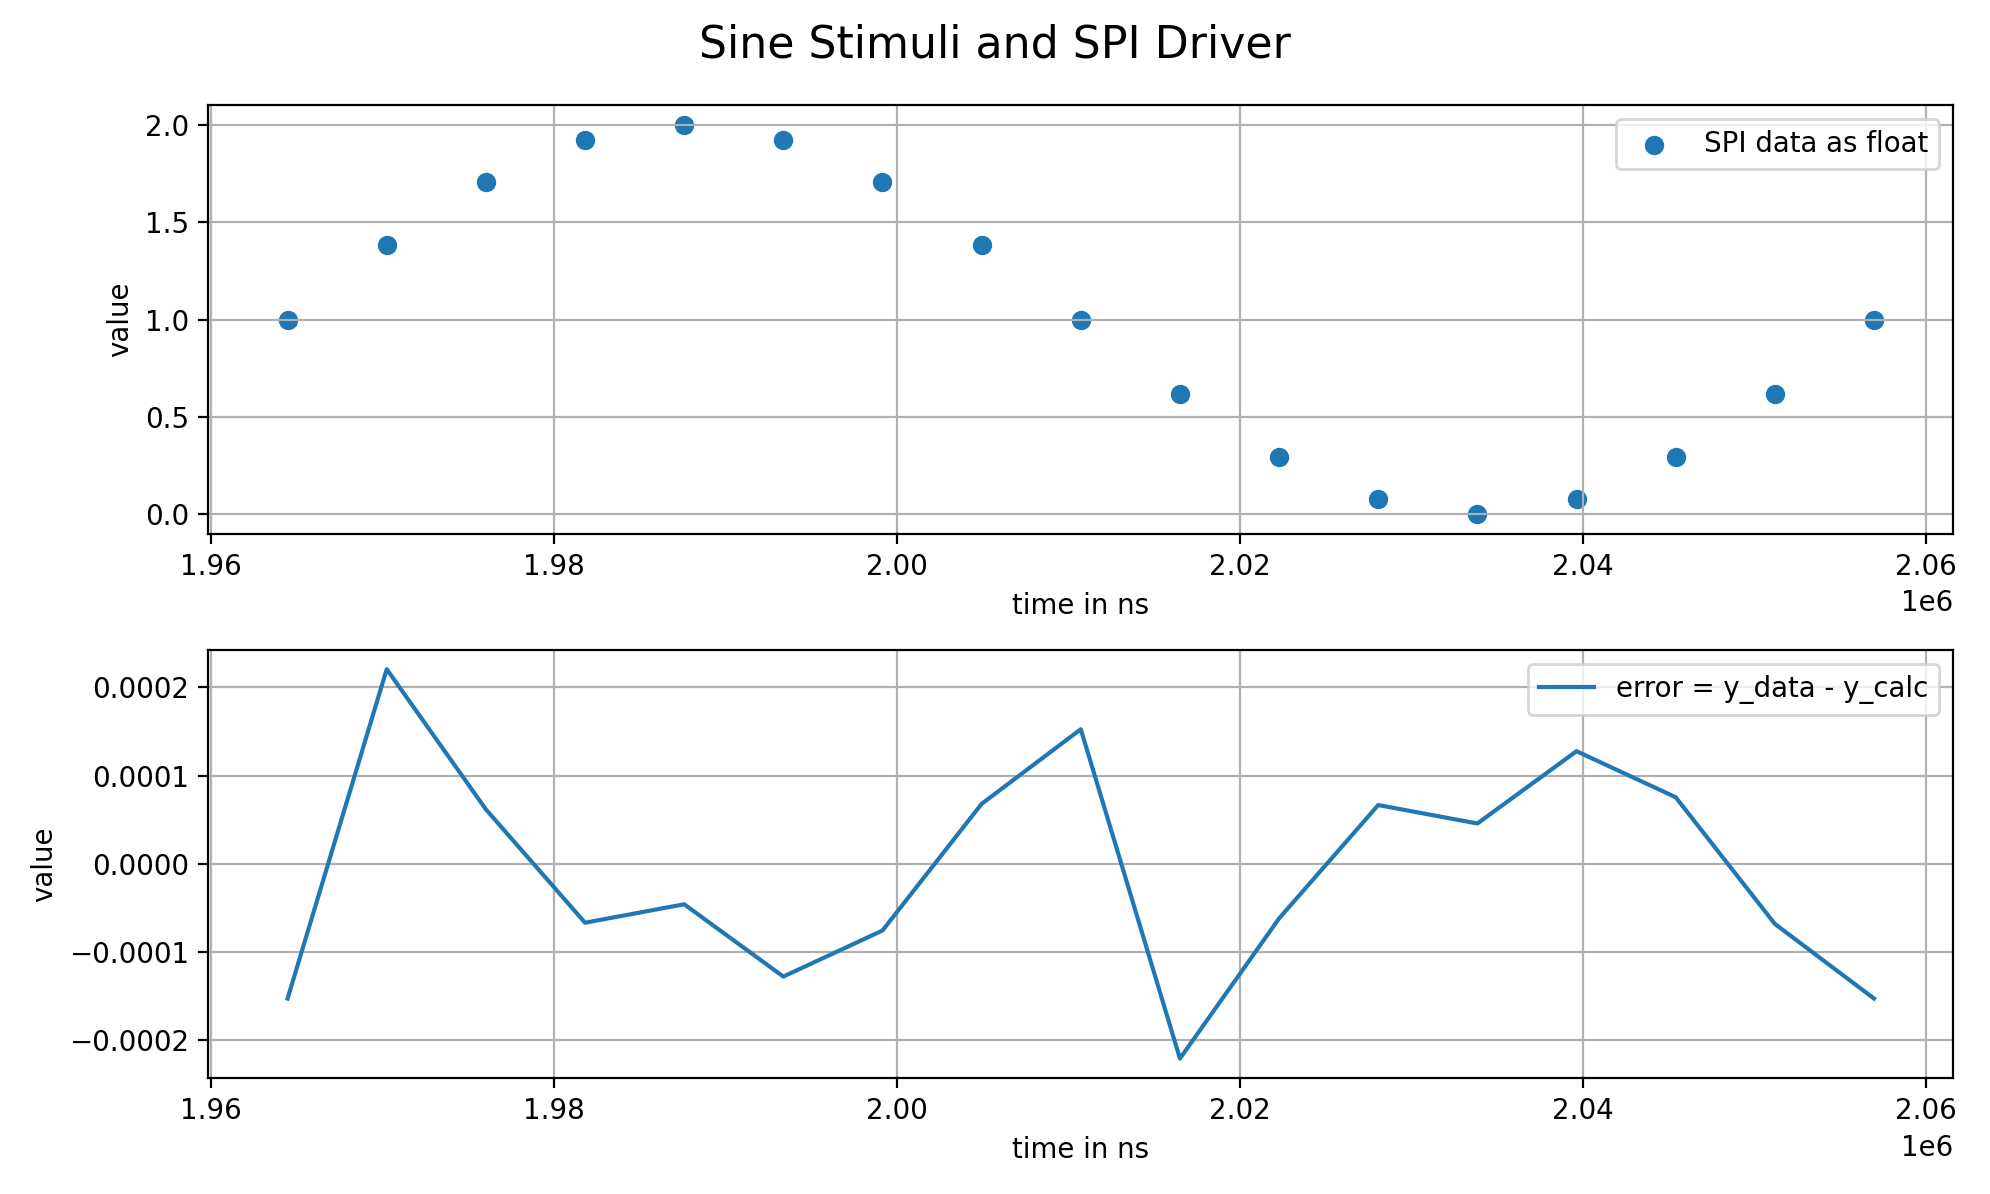 Sine Stimuli and SPI Driver
2.0
1.5
1.0
0.5
0.0
value
SPI data as float
1.96 1.98 2.00 2.02 2.04 2.06
time in ns
1e6
0.0002
0.0001
0.0000
−0.0001
−0.0002
value
error = y_data - y_calc
1.96 1.98 2.00 2.02 2.04 2.06
time in ns
1e6